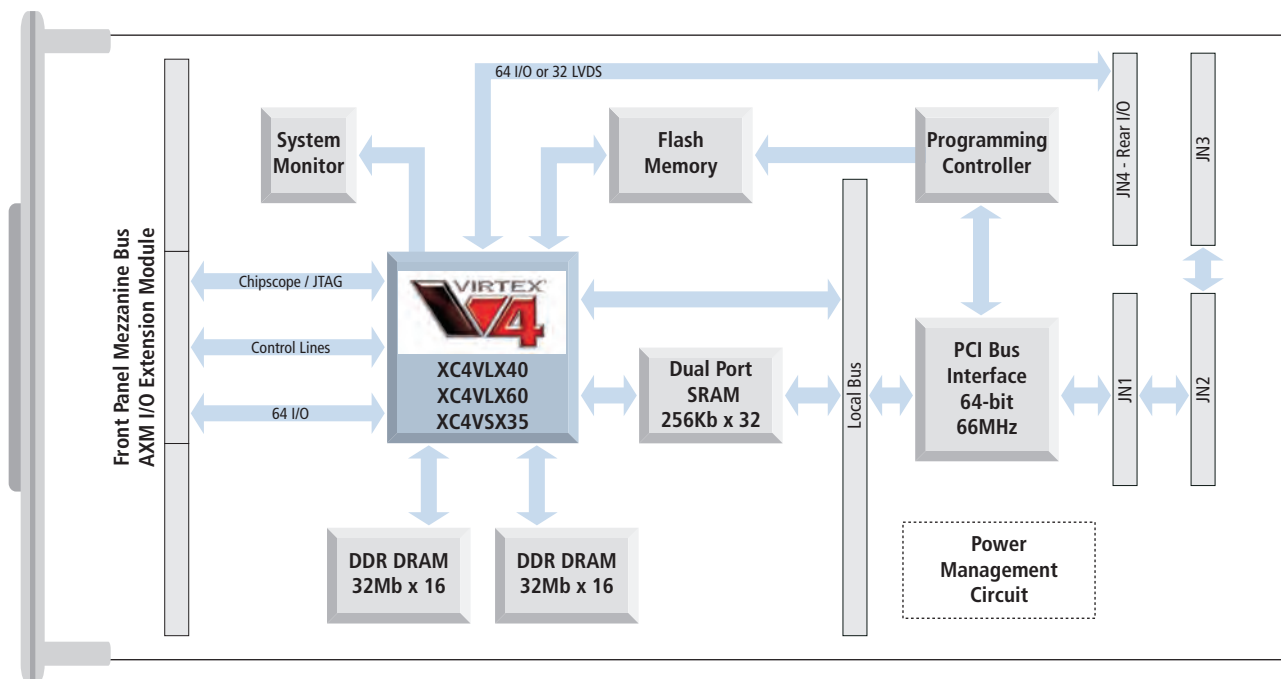 64 I/O or 32 LVDS
System
Monitor
Flash
Memory
Programming
Controller
JN4 - Rear I/O
JN3
Front Panel Mezzanine Bus
AXM I/O Extension Module
Chipscope / JTAG
Control Lines
64 I/O
VIRTEX
V4
XC4VLX40
XC4VLX60
XC4VSX35
Dual Port
SRAM
256Kb x 32
Local Bus
PCI Bus
Interface
64-bit
66MHz
JN1
JN2
DDR DRAM
32Mb x 16
DDR DRAM
32Mb x 16
Power
Management
Circuit